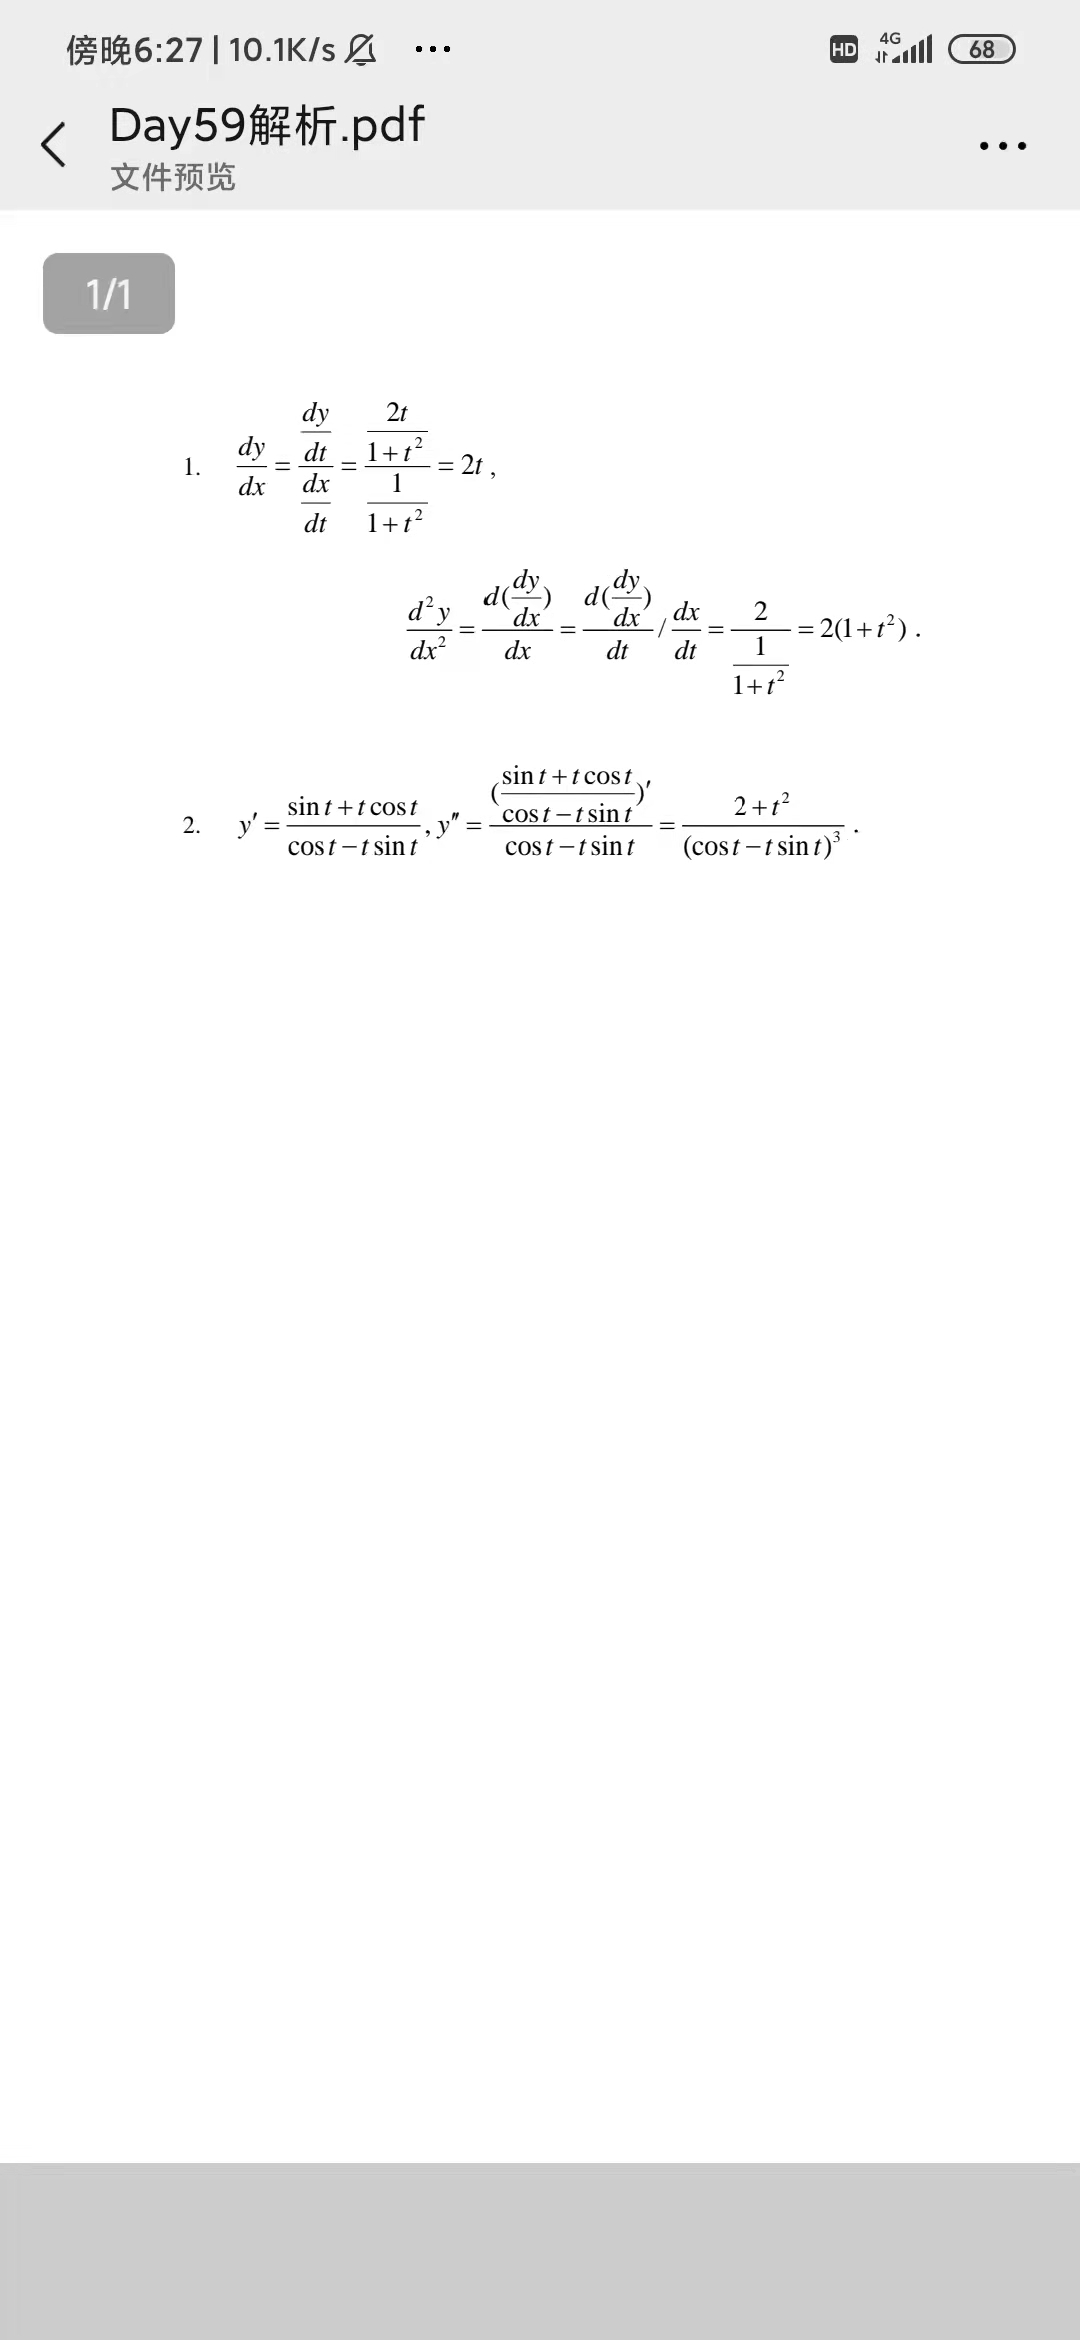 傍晚6:27 | 10.1K/s ... HD 4G 68
Day59解析.pdf
文件预览
1/1
1. \frac{dy}{dx} = \frac{\frac{dy}{dt}}{\frac{dx}{dt}} = \frac{\frac{2t}{1+t^2}}{\frac{1}{1+t^2}} = 2t ,
\frac{d^2y}{dx^2} = \frac{d(\frac{dy}{dx})}{dx} = \frac{d(\frac{dy}{dx})}{dt} / \frac{dx}{dt} = \frac{2}{\frac{1}{1+t^2}} = 2(1+t^2) .
2. y' = \frac{\sin t + t \cos t}{\cos t - t \sin t}, y'' = \frac{(\frac{\sin t + t \cos t}{\cos t - t \sin t})'}{\cos t - t \sin t} = \frac{2+t^2}{(\cos t - t \sin t)^3} .